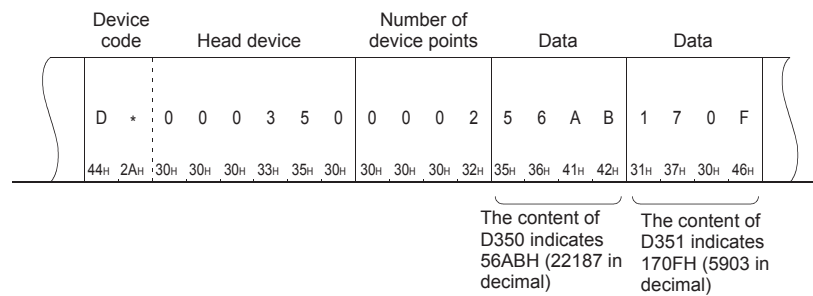 Device code
Head device
Number of device points
Data
Data
D * 0 0 0 3 5 0 0 0 0 2 5 6 A B 1 7 0 F
44H 2AH 30H 30H 30H 33H 35H 30H 30H 30H 30H 32H 35H 36H 41H 42H 31H 37H 30H 46H
The content of
D350 indicates
56ABH (22187 in
decimal)
The content of
D351 indicates
170FH (5903 in
decimal)